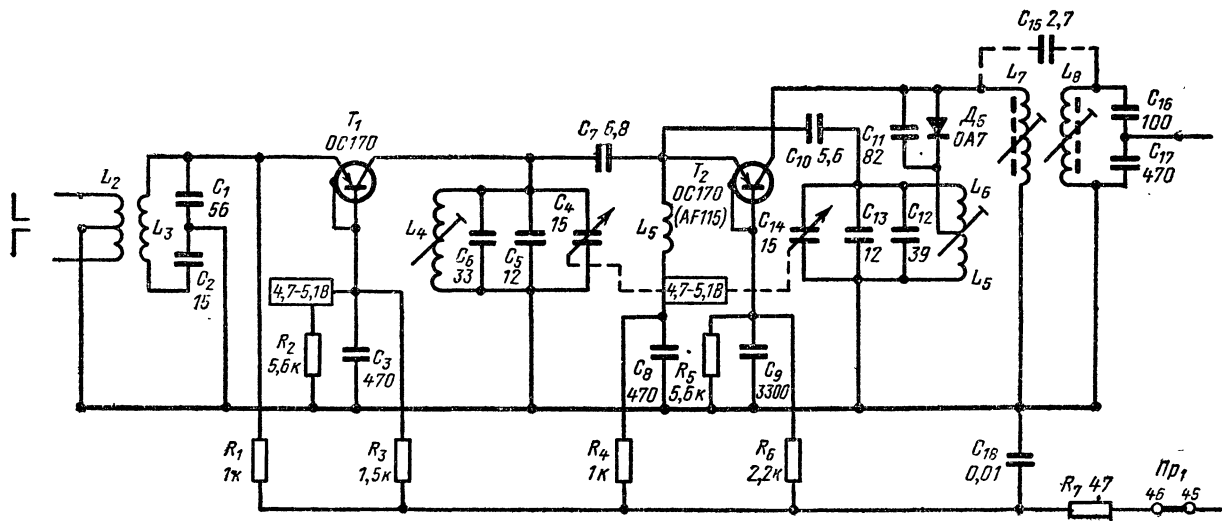 C₁₅ 2,7
L₇
L₈
C₁₆
100
C₁₇
470
T₁
OC170
C₇ 6,8
C₁₀ 5,6
C₁₁
82
Д₅
OA7
T₂
OC170
(AF115)
L₂
L₃
C₁
56
C₂
15
L₄
C₆
33
C₅
12
C₄
15
L₅
C₁₄
15
C₁₃
12
C₁₂
39
L₆
L₅
4,7-5,1В
4,7-5,1В
R₂
5,6к
C₃
470
C₈
470
R₅
5,6к
C₉
3300
R₁
1к
R₃
1,5к
R₄
1к
R₆
2,2к
C₁₈
0,01
R₇ 47
Пр₁
46 45